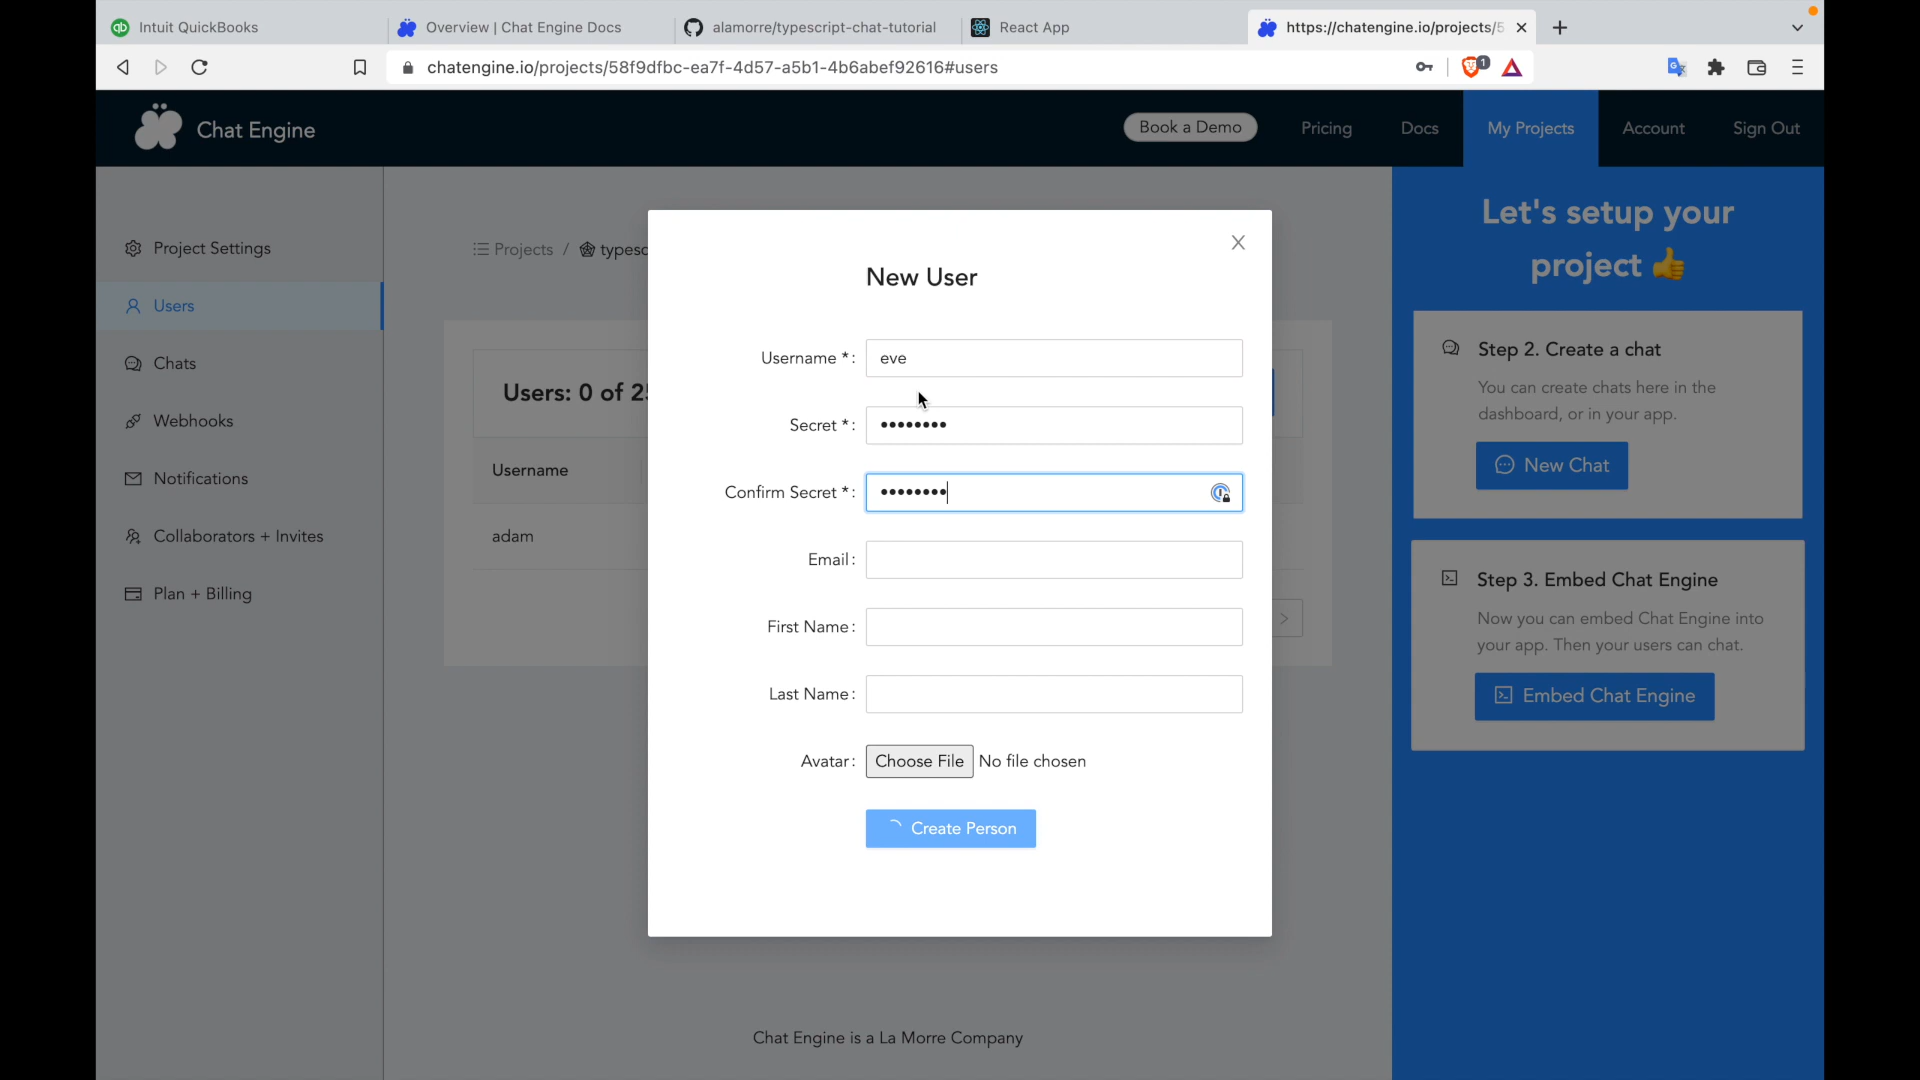 Intuit QuickBooks
Overview | Chat Engine Docs
alamorre/typescript-chat-tutorial
React App
https://chatengine.io/projects/5
chatengine.io/projects/58f9dfbc-ea7f-4d57-a5b1-4b6abef92616#users
1
Chat Engine
Book a Demo
Pricing
Docs
My Projects
Account
Sign Out
Project Settings
Users
Chats
Webhooks
Notifications
Collaborators + Invites
Plan + Billing
Projects / typesc
Users: 0 of 25
Username
adam
New User
Username * : eve
Secret * : ••••••••
Confirm Secret * : ••••••••
Email :
First Name :
Last Name :
Avatar : Choose File No file chosen
Create Person
Let's setup your
project 👍
Step 2. Create a chat
You can create chats here in the
dashboard, or in your app.
New Chat
Step 3. Embed Chat Engine
Now you can embed Chat Engine into
your app. Then your users can chat.
Embed Chat Engine
Chat Engine is a La Morre Company